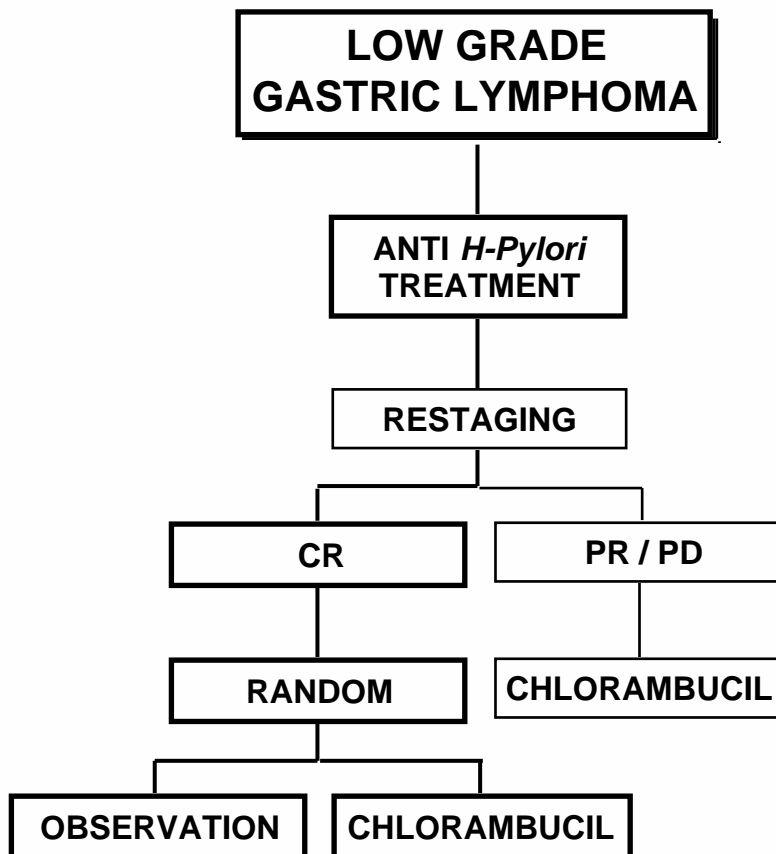 LOW GRADE
GASTRIC LYMPHOMA
ANTI H-Pylori
TREATMENT
RESTAGING
CR
PR / PD
RANDOM
CHLORAMBUCIL
OBSERVATION
CHLORAMBUCIL